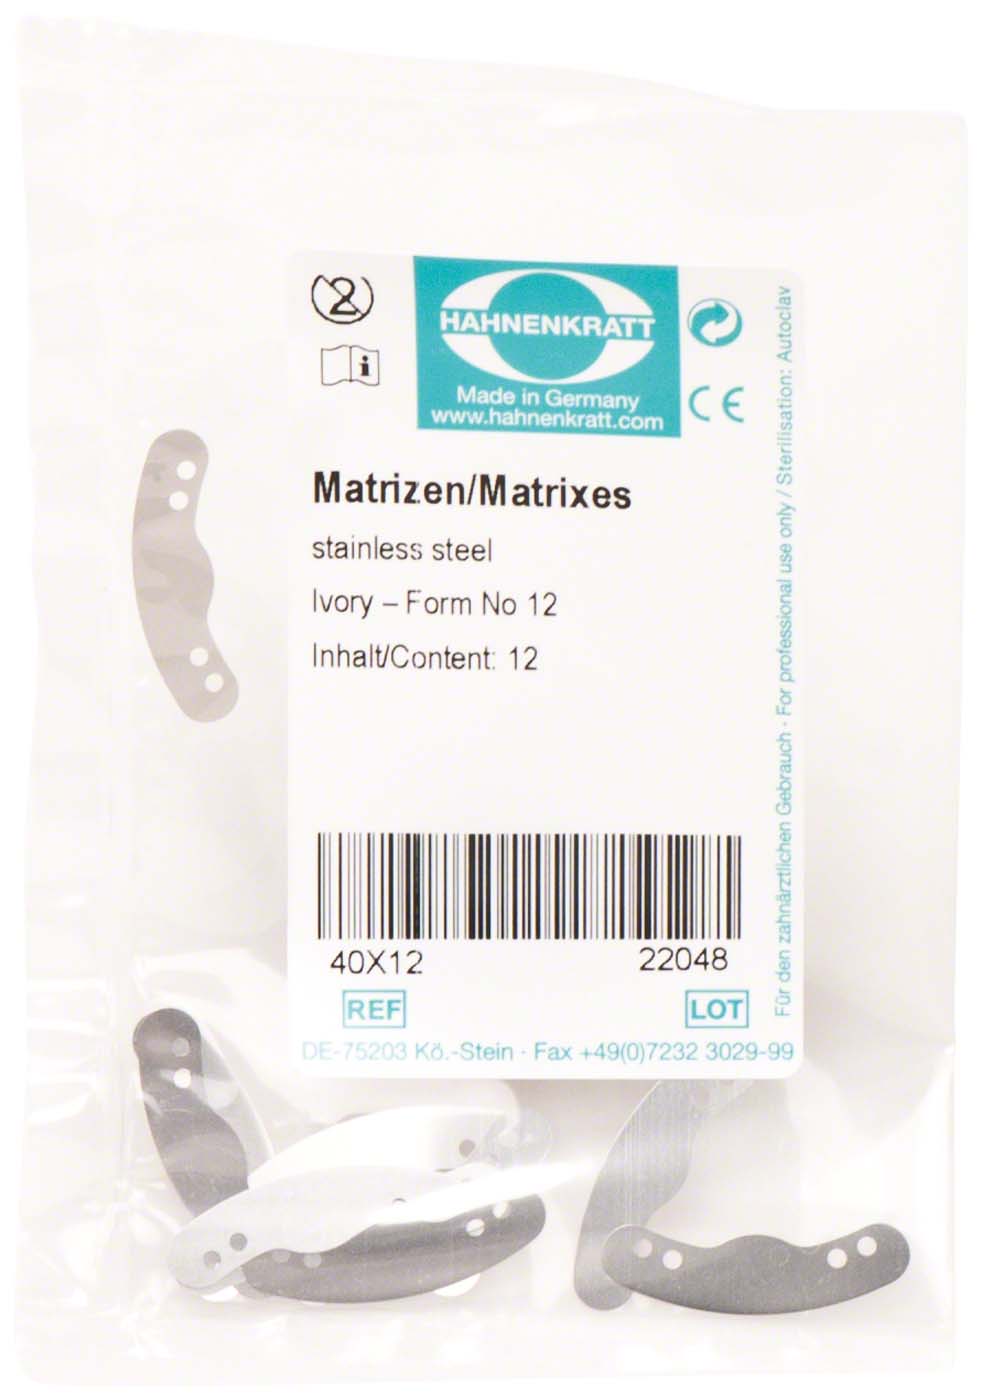 2
i
HAHNENKRATT
Made in Germany
www.hahnenkratt.com
CE
Matrizen/Matrixes
stainless steel
Ivory – Form No 12
Inhalt/Content: 12
40X12 22048
REF LOT
DE-75203 Kö.-Stein · Fax +49(0)7232 3029-99
Für den zahnärztlichen Gebrauch · For professional use only / Sterilisation: Autoclav